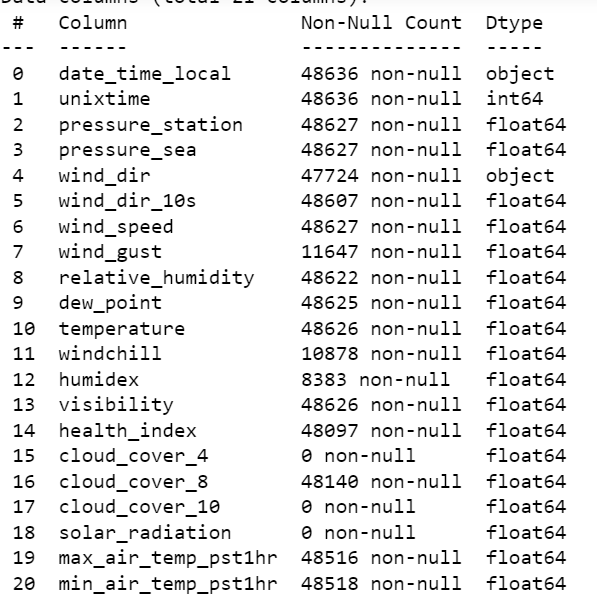 Data columns (total 21 columns):
#   Column               Non-Null Count  Dtype
---  ------               --------------  -----
0   date_time_local      48636 non-null  object
1   unixtime             48636 non-null  int64
2   pressure_station     48627 non-null  float64
3   pressure_sea         48627 non-null  float64
4   wind_dir             47724 non-null  object
5   wind_dir_10s         48607 non-null  float64
6   wind_speed           48627 non-null  float64
7   wind_gust            11647 non-null  float64
8   relative_humidity    48622 non-null  float64
9   dew_point            48625 non-null  float64
10  temperature          48626 non-null  float64
11  windchill            10878 non-null  float64
12  humidex              8383 non-null   float64
13  visibility           48626 non-null  float64
14  health_index         48097 non-null  float64
15  cloud_cover_4        0 non-null      float64
16  cloud_cover_8        48140 non-null  float64
17  cloud_cover_10       0 non-null      float64
18  solar_radiation      0 non-null      float64
19  max_air_temp_pst1hr  48516 non-null  float64
20  min_air_temp_pst1hr  48518 non-null  float64